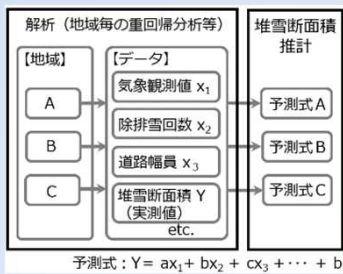 解析（地域毎の重回帰分析等）
【地域】
A
B
C
【データ】
気象観測値 x₁
除排雪回数 x₂
道路幅員 x₃
堆雪断面積 Y
（実測値）
etc.
堆雪断面積
推計
予測式A
予測式B
予測式C
予測式：Y= ax₁+ bx₂ + cx₃ +･･･ + b